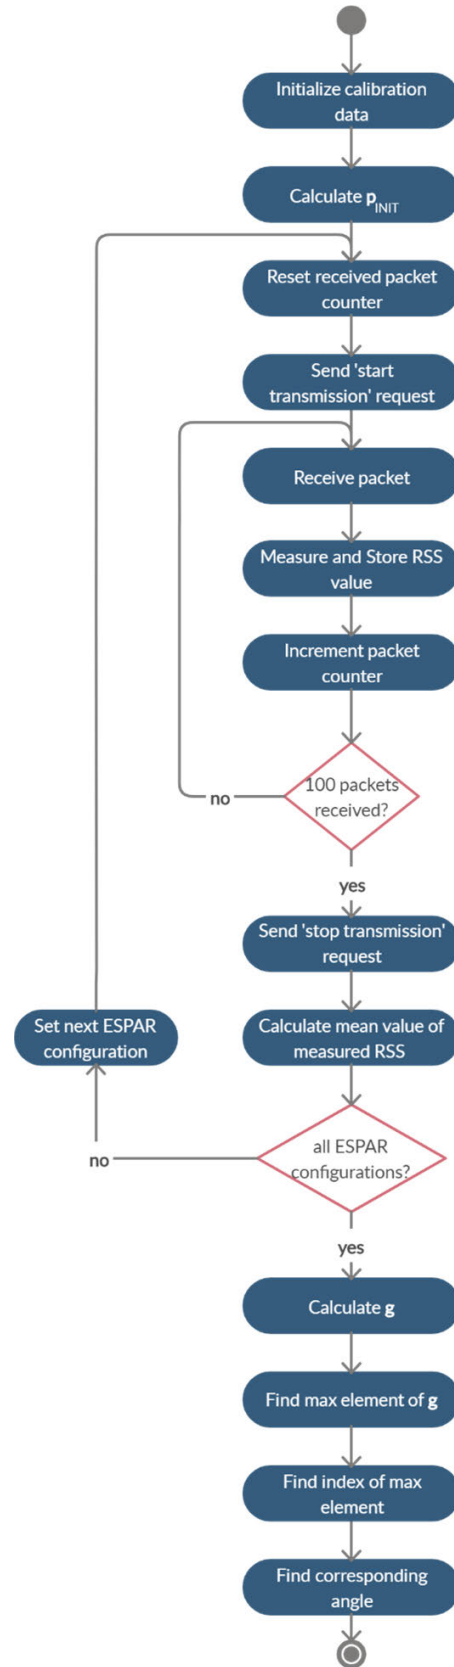 Initialize calibration
data
Calculate p_INIT
Reset received packet
counter
Send 'start
transmission' request
Receive packet
Measure and Store RSS
value
Increment packet
counter
100 packets
received?
no
yes
Send 'stop transmission'
request
Set next ESPAR
configuration
Calculate mean value of
measured RSS
all ESPAR
configurations?
no
yes
Calculate g
Find max element of g
Find index of max
element
Find corresponding
angle